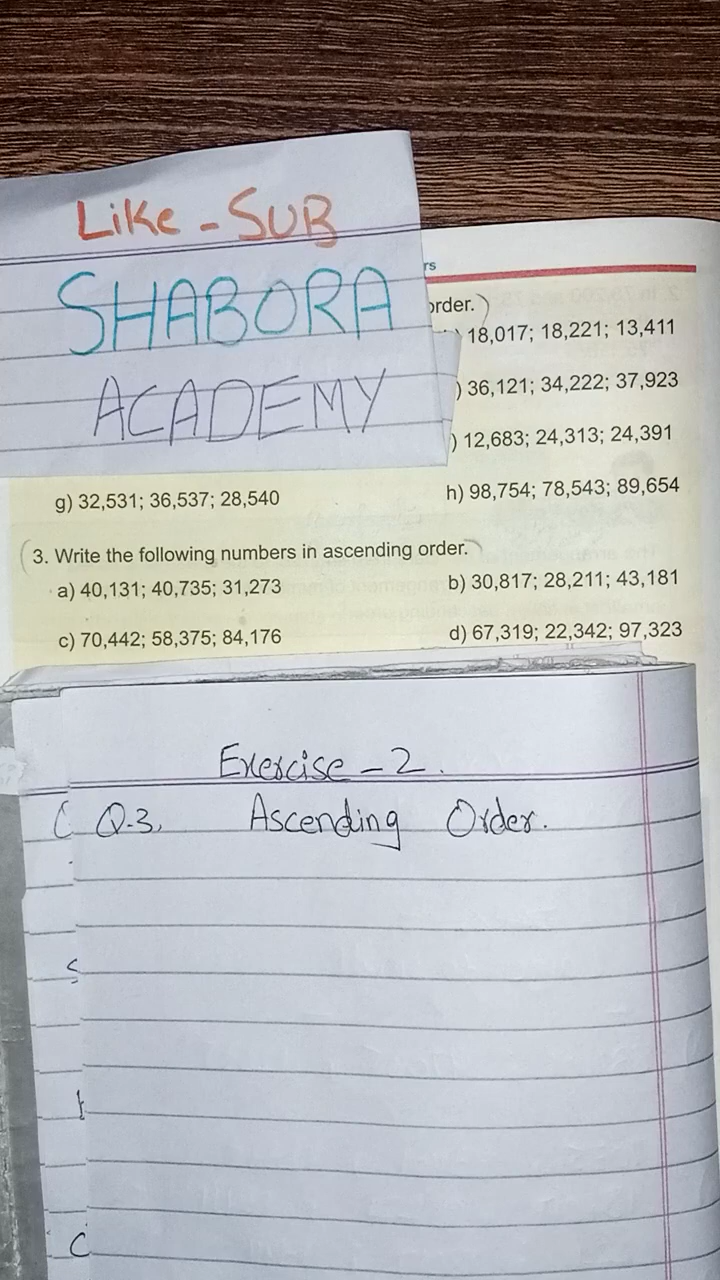 Like - SUB
SHABORA
ACADEMY
rs
order.
18,017; 18,221; 13,411
) 36,121; 34,222; 37,923
) 12,683; 24,313; 24,391
g) 32,531; 36,537; 28,540
h) 98,754; 78,543; 89,654
3. Write the following numbers in ascending order.
a) 40,131; 40,735; 31,273
b) 30,817; 28,211; 43,181
c) 70,442; 58,375; 84,176
d) 67,319; 22,342; 97,323
Exercise - 2.
Q.3. Ascending Order.